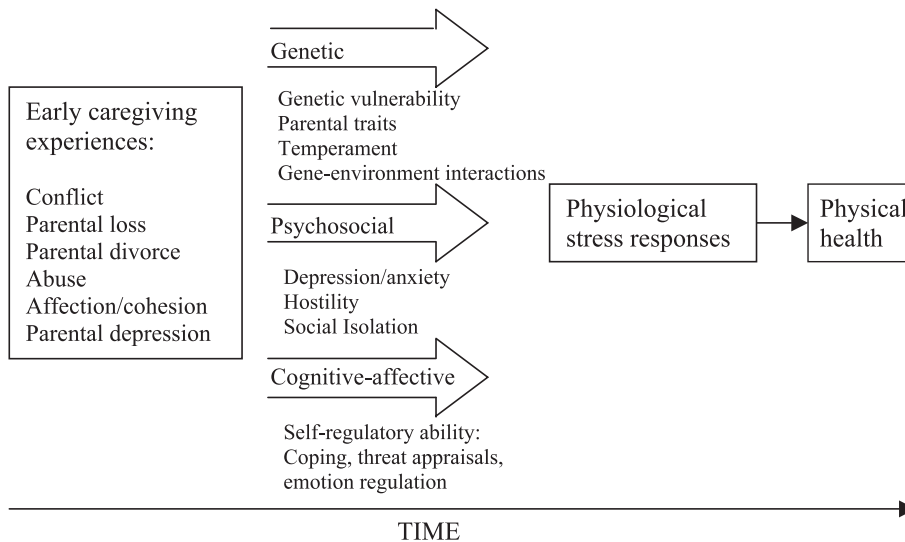 Early caregiving
experiences:
Conflict
Parental loss
Parental divorce
Abuse
Affection/cohesion
Parental depression
Genetic
Genetic vulnerability
Parental traits
Temperament
Gene-environment interactions
Psychosocial
Depression/anxiety
Hostility
Social Isolation
Cognitive-affective
Self-regulatory ability:
Coping, threat appraisals,
emotion regulation
Physiological
stress responses
Physical
health
TIME